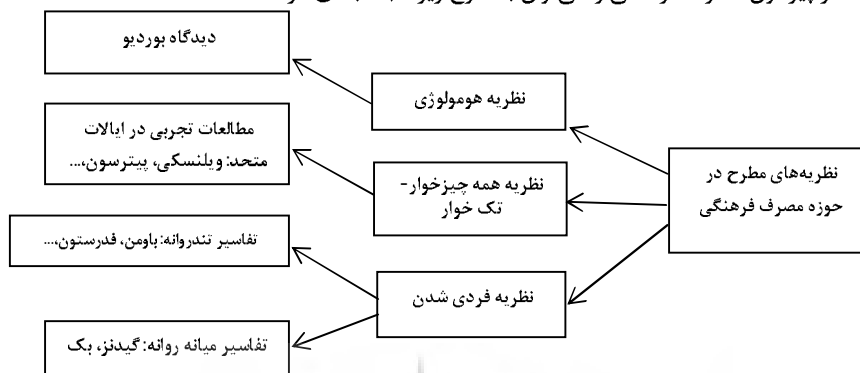 نظریه‌های مطرح در
حوزه مصرف فرهنگی
نظریه هومولوژی
دیدگاه بوردیو
نظریه همه چیزخوار-
تک خوار
مطالعات تجربی در ایالات
متحد: ویلنسکی، پیترسون،...
نظریه فردی شدن
تفاسیر تندروانه: باومن، فدرستون،...
تفاسیر میانه روانه: گیدنز، بک